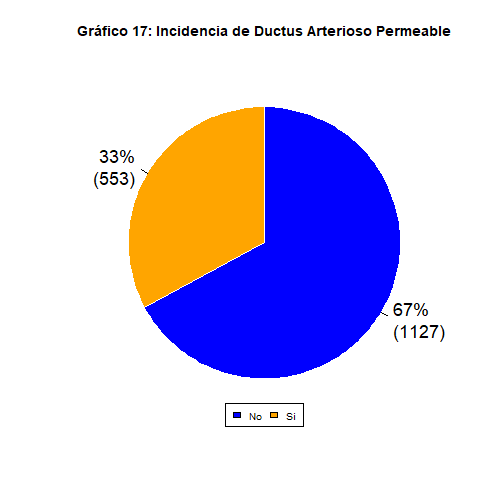 Gráfico 17: Incidencia de Ductus Arterioso Permeable
33%
(553)
67%
(1127)
No Si